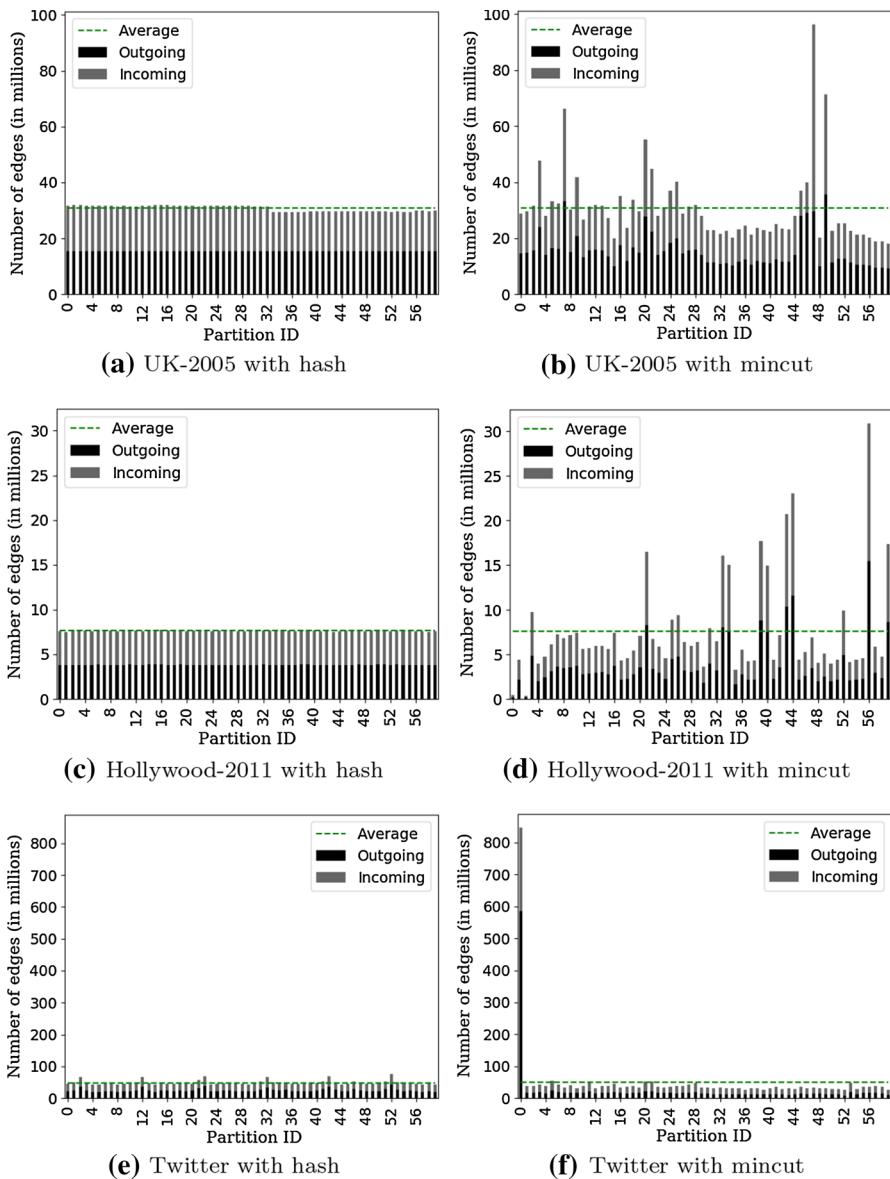 Number of edges (in millions)
100
80
60
40
20
0
Average
Outgoing
Incoming
0 4 8 12 16 20 24 28 32 36 40 44 48 52 56
Partition ID
(a) UK-2005 with hash
Number of edges (in millions)
100
80
60
40
20
0
Average
Outgoing
Incoming
0 4 8 12 16 20 24 28 32 36 40 44 48 52 56
Partition ID
(b) UK-2005 with mincut
Number of edges (in millions)
30
25
20
15
10
5
0
Average
Outgoing
Incoming
0 4 8 12 16 20 24 28 32 36 40 44 48 52 56
Partition ID
(c) Hollywood-2011 with hash
Number of edges (in millions)
30
25
20
15
10
5
0
Average
Outgoing
Incoming
0 4 8 12 16 20 24 28 32 36 40 44 48 52 56
Partition ID
(d) Hollywood-2011 with mincut
Number of edges (in millions)
800
700
600
500
400
300
200
100
0
Average
Outgoing
Incoming
0 4 8 12 16 20 24 28 32 36 40 44 48 52 56
Partition ID
(e) Twitter with hash
Number of edges (in millions)
800
700
600
500
400
300
200
100
0
Average
Outgoing
Incoming
0 4 8 12 16 20 24 28 32 36 40 44 48 52 56
Partition ID
(f) Twitter with mincut